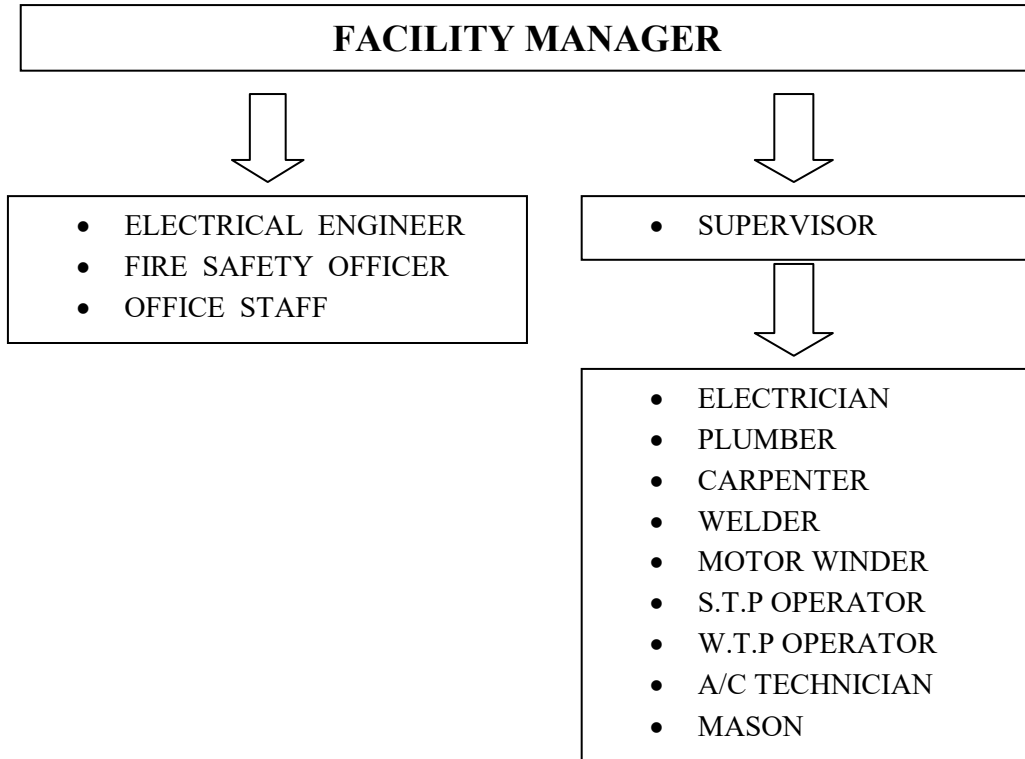 FACILITY MANAGER
• ELECTRICAL ENGINEER
• FIRE SAFETY OFFICER
• OFFICE STAFF
• SUPERVISOR
• ELECTRICIAN
• PLUMBER
• CARPENTER
• WELDER
• MOTOR WINDER
• S.T.P OPERATOR
• W.T.P OPERATOR
• A/C TECHNICIAN
• MASON